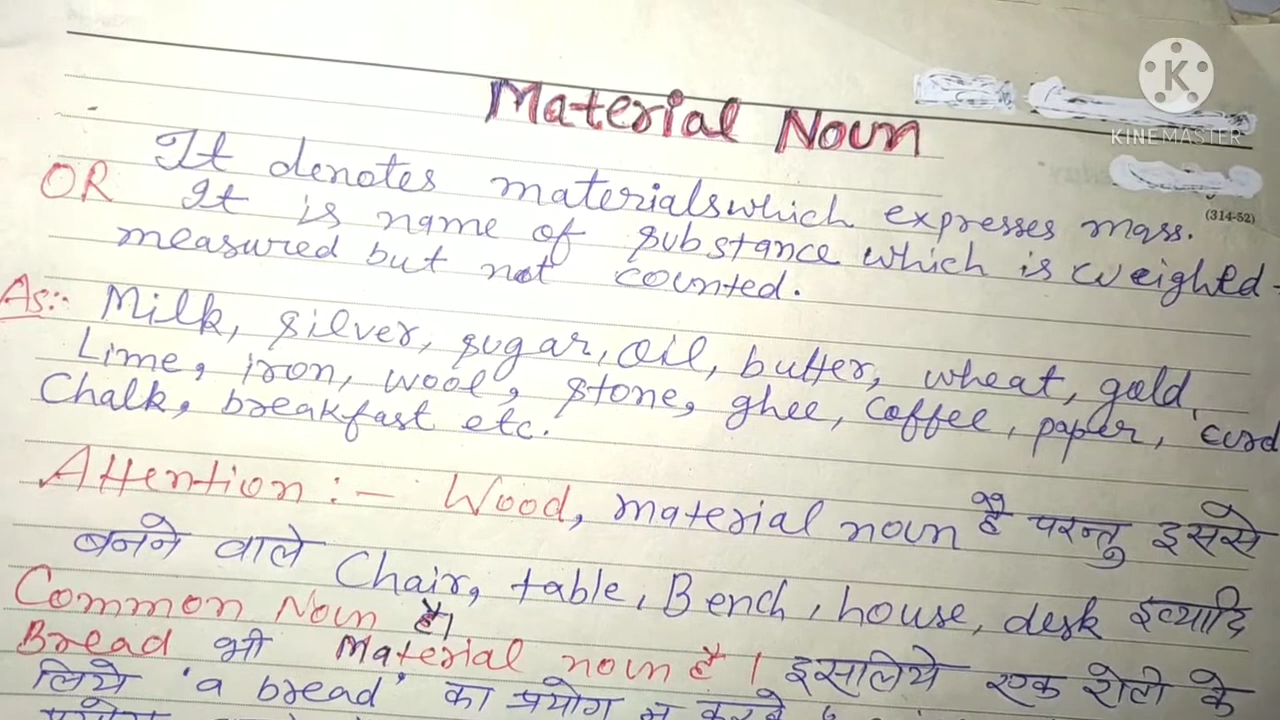 KINEMASTER
Material Noun
(314-52)
It denotes materials which expresses mass.
OR It is name of substance which is weighed -
measured but not counted.
As:- Milk, silver, sugar, oil, butter, wheat, gold,
Lime, iron, wool, stone, ghee, coffee, paper, curd
Chalk, breakfast etc.
Attention :- Wood, material noun है परन्तु इससे
बनने वाले Chair, table, Bench, house, desk इत्यादि
Common Noun है।
Bread भी Material noun है। इसलिये एक रोटी के
लिये 'a bread' का प्रयोग न करके